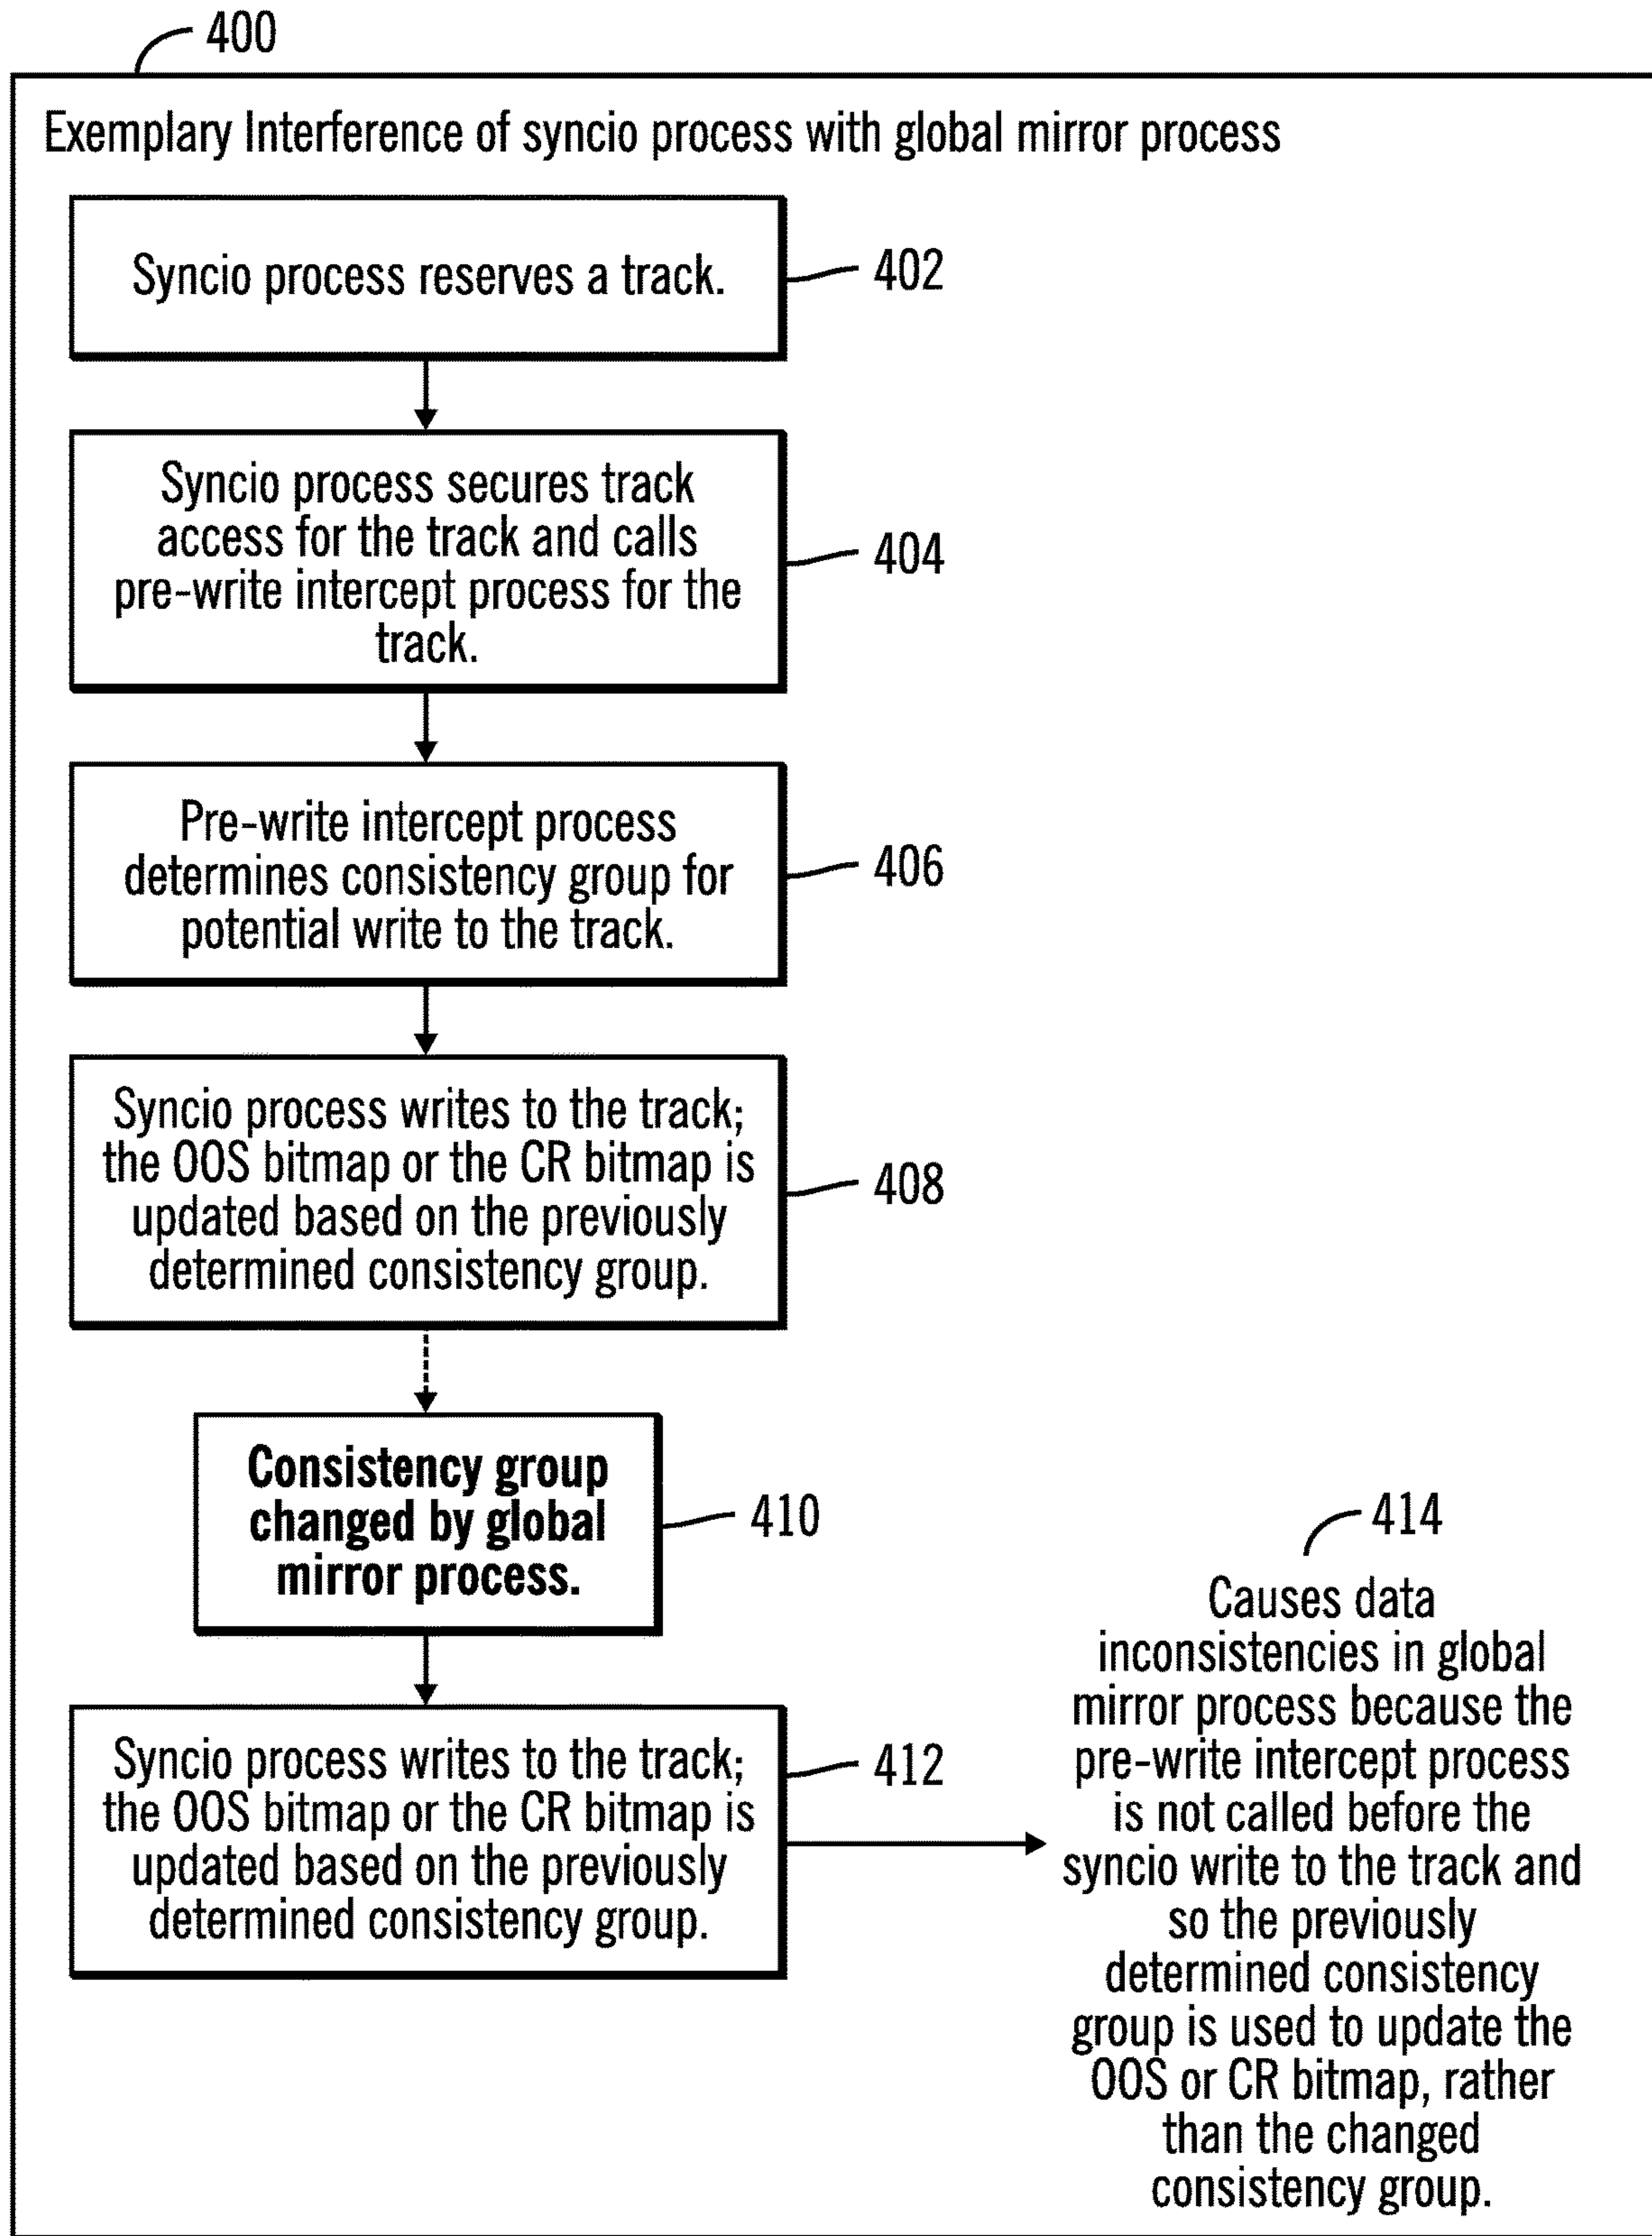 400
Exemplary Interference of syncio process with global mirror process
Syncio process reserves a track.
402
Syncio process secures track
access for the track and calls
pre-write intercept process for the
track.
404
Pre-write intercept process
determines consistency group for
potential write to the track.
406
Syncio process writes to the track;
the OOS bitmap or the CR bitmap is
updated based on the previously
determined consistency group.
408
Consistency group
changed by global
mirror process.
410
Syncio process writes to the track;
the OOS bitmap or the CR bitmap is
updated based on the previously
determined consistency group.
412
414
Causes data
inconsistencies in global
mirror process because the
pre-write intercept process
is not called before the
syncio write to the track and
so the previously
determined consistency
group is used to update the
OOS or CR bitmap, rather
than the changed
consistency group.